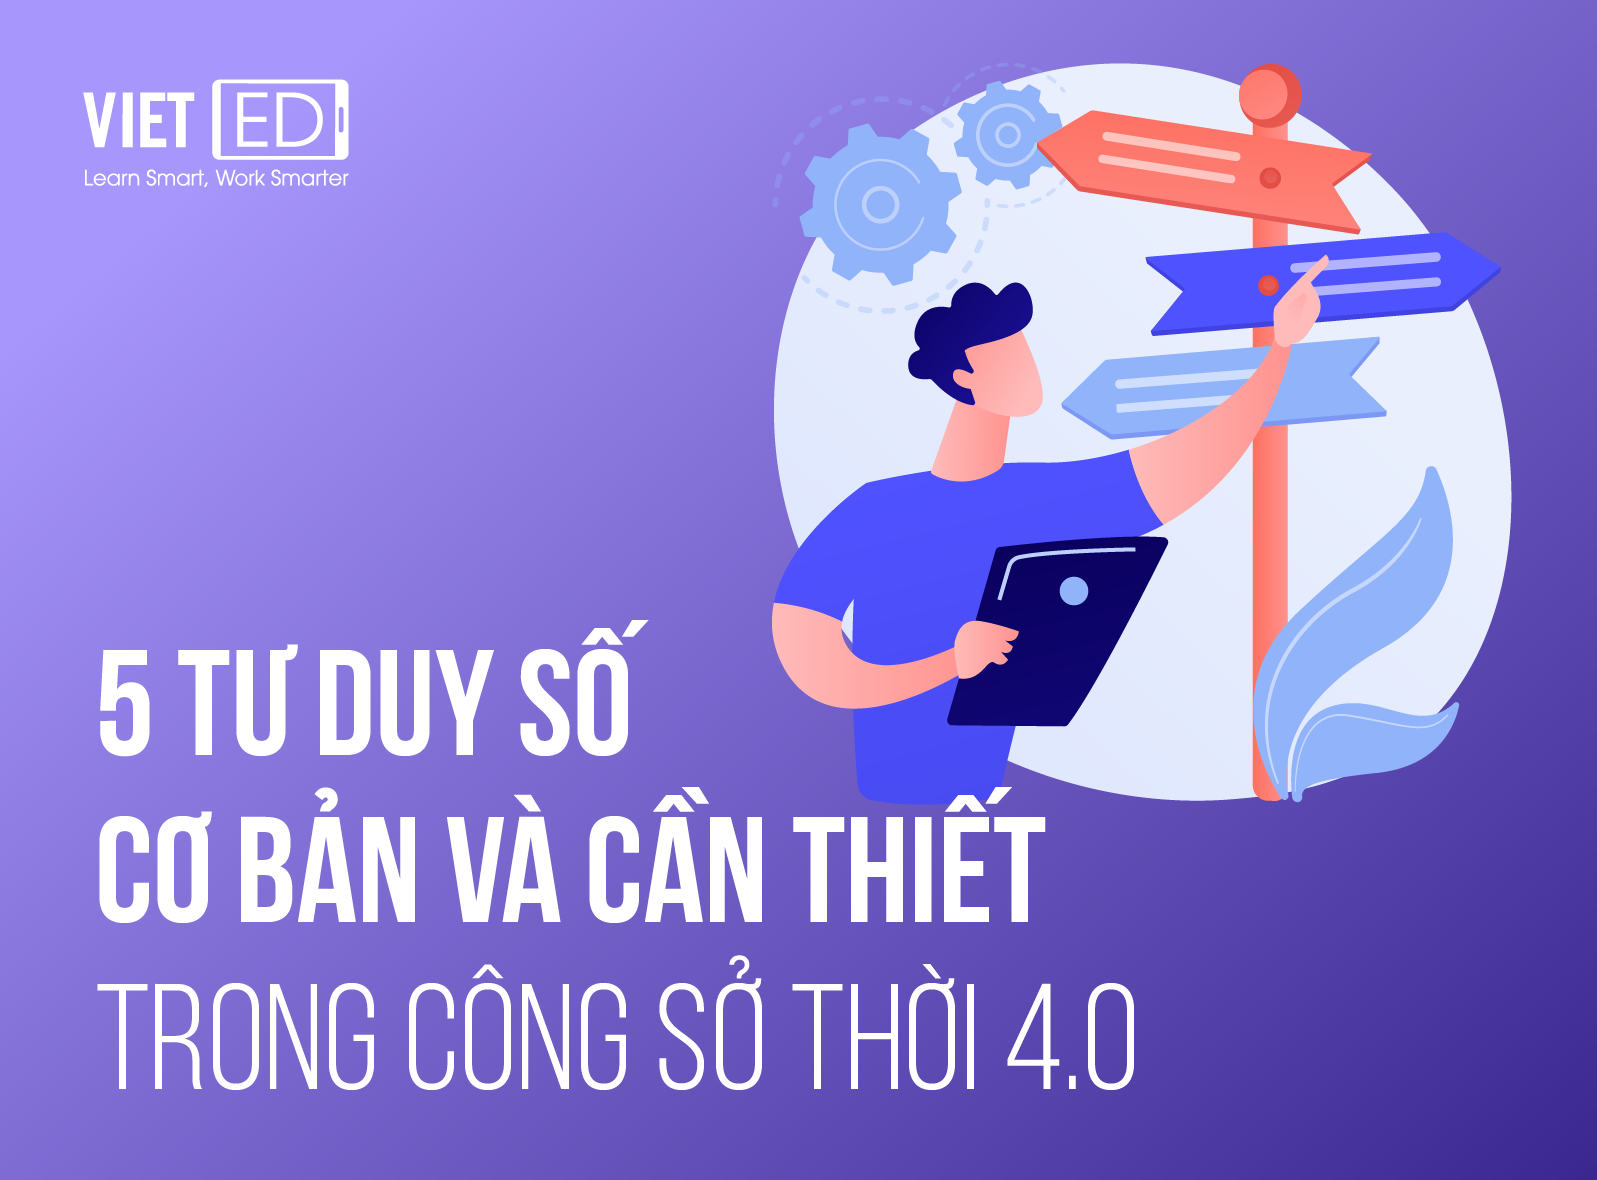 VIET ED
Learn Smart, Work Smarter
5 TƯ DUY SỐ
CƠ BẢN VÀ CẦN THIẾT
TRONG CÔNG SỞ THỜI 4.0